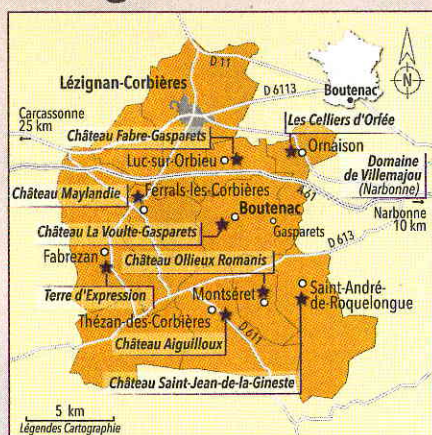 D 11
Lézignan-Corbières
D 6113
Boutenac
N
Carcassonne
25 km
Château Fabre-Gasparets
Les Celliers d'Orfée
Luc-sur-Orbieu
Ornaison
Domaine
de Villemajou
(Narbonne)
Château Maylandie
Ferrals-lès-Corbières
A 61
Narbonne
10 km
Boutenac
Château La Voulte-Gasparets
Gasparets
D 613
Fabrezan
Château Ollieux Romanis
Terre d'Expression
Montséret
Saint-André-
de-Roquelongue
Thézan-des-Corbières
D 611
Château Aiguilloux
Château Saint-Jean-de-la-Gineste
5 km
Légendes Cartographie